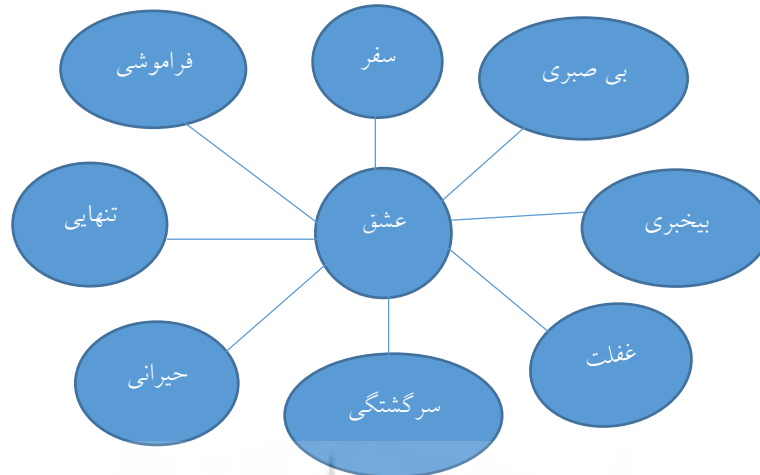 بی صبری
سفر
فراموشی
بیخبری
عشق
تنهایی
غفلت
حیرانی
سرگشتگی